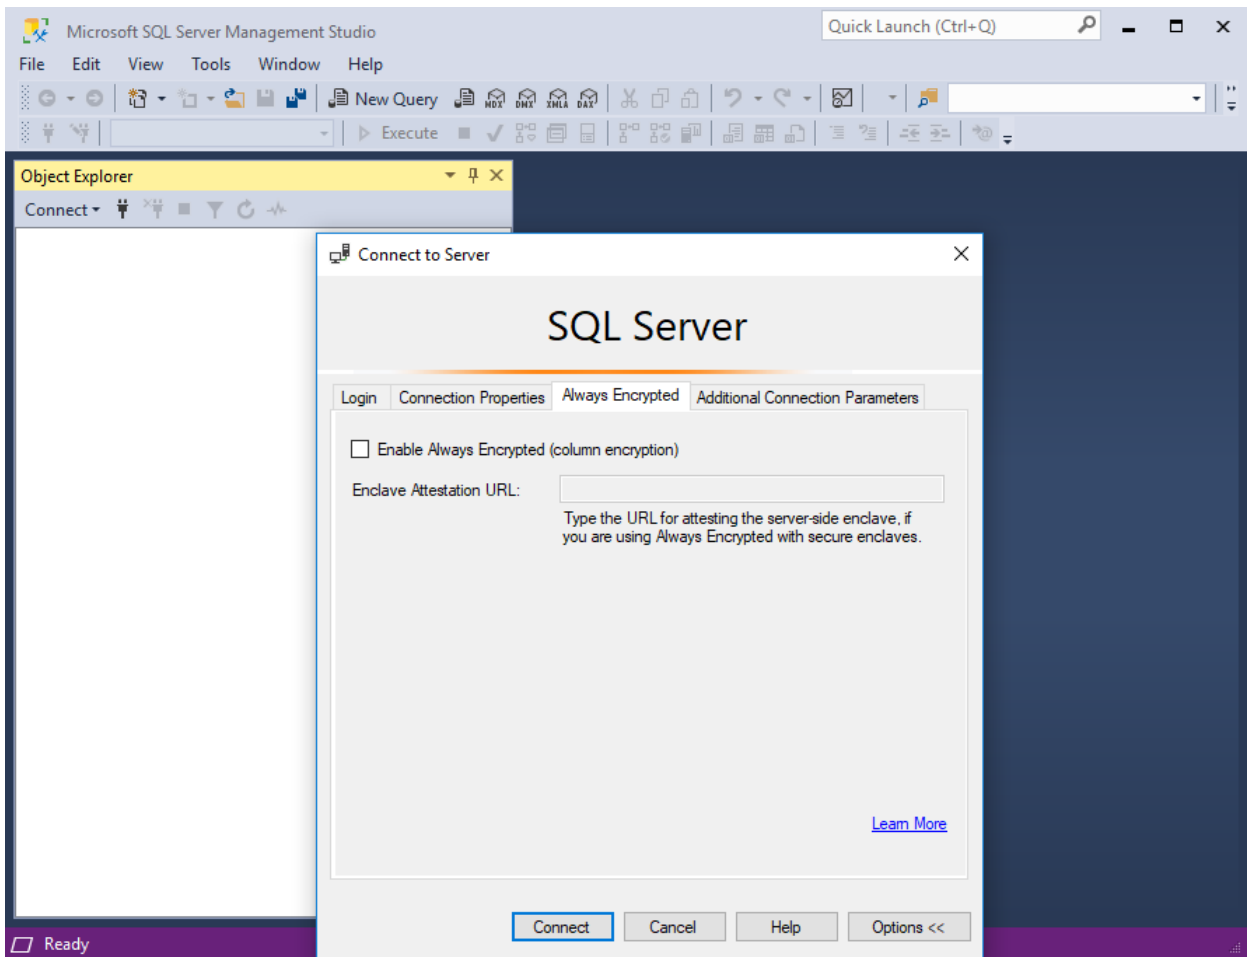 Microsoft SQL Server Management Studio
Quick Launch (Ctrl+Q)
File Edit View Tools Window Help
New Query MDX DMX XMLA DAX
Execute
Object Explorer
Connect
Connect to Server
SQL Server
Login Connection Properties Always Encrypted Additional Connection Parameters
Enable Always Encrypted (column encryption)
Enclave Attestation URL:
Type the URL for attesting the server-side enclave, if
you are using Always Encrypted with secure enclaves.
Learn More
Connect Cancel Help Options <<
Ready